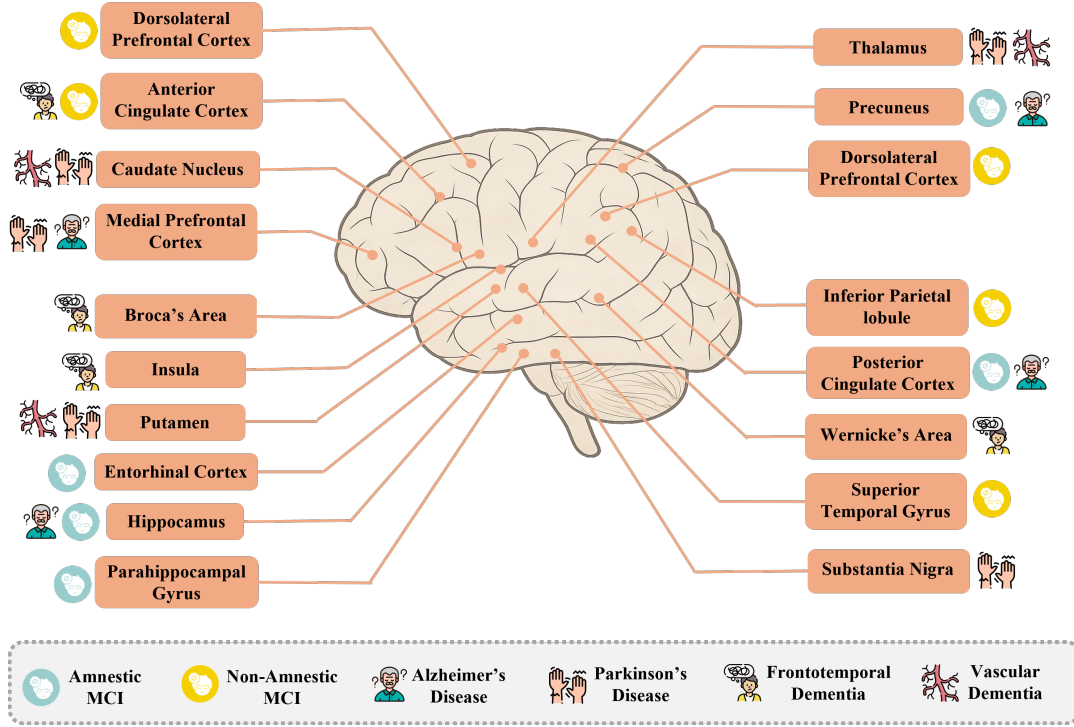 Dorsolateral
Prefrontal Cortex
Anterior
Cingulate Cortex
Caudate Nucleus
Medial Prefrontal
Cortex
Broca's Area
Insula
Putamen
Entorhinal Cortex
Hippocamus
Parahippocampal
Gyrus
Thalamus
Precuneus
Dorsolateral
Prefrontal Cortex
Inferior Parietal
lobule
Posterior
Cingulate Cortex
Wernicke's Area
Superior
Temporal Gyrus
Substantia Nigra
Amnestic
MCI
Non-Amnestic
MCI
Alzheimer's
Disease
Parkinson's
Disease
Frontotemporal
Dementia
Vascular
Dementia